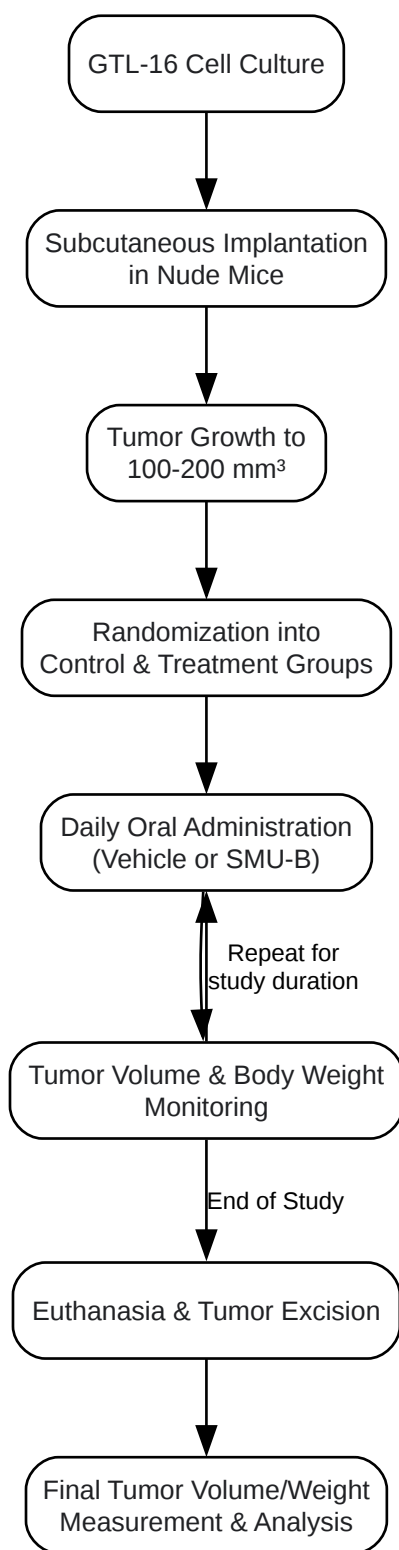 GTL-16 Cell Culture
Subcutaneous Implantation
in Nude Mice
Tumor Growth to
100-200 mm³
Randomization into
Control & Treatment Groups
Daily Oral Administration
(Vehicle or SMU-B)
Repeat for
study duration
Tumor Volume & Body Weight
Monitoring
End of Study
Euthanasia & Tumor Excision
Final Tumor Volume/Weight
Measurement & Analysis